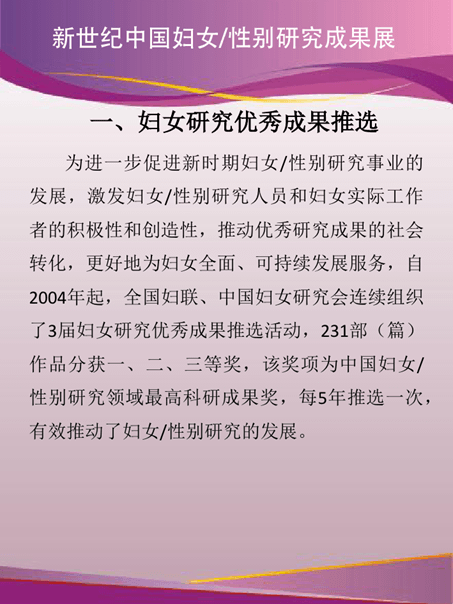 新世纪中国妇女/性别研究成果展
一、妇女研究优秀成果推选
为进一步促进新时期妇女/性别研究事业的
发展，激发妇女/性别研究人员和妇女实际工作
者的积极性和创造性，推动优秀研究成果的社会
转化，更好地为妇女全面、可持续发展服务，自
2004年起，全国妇联、中国妇女研究会连续组织
了3届妇女研究优秀成果推选活动，231部（篇）
作品分获一、二、三等奖，该奖项为中国妇女/
性别研究领域最高科研成果奖，每5年推选一次，
有效推动了妇女/性别研究的发展。